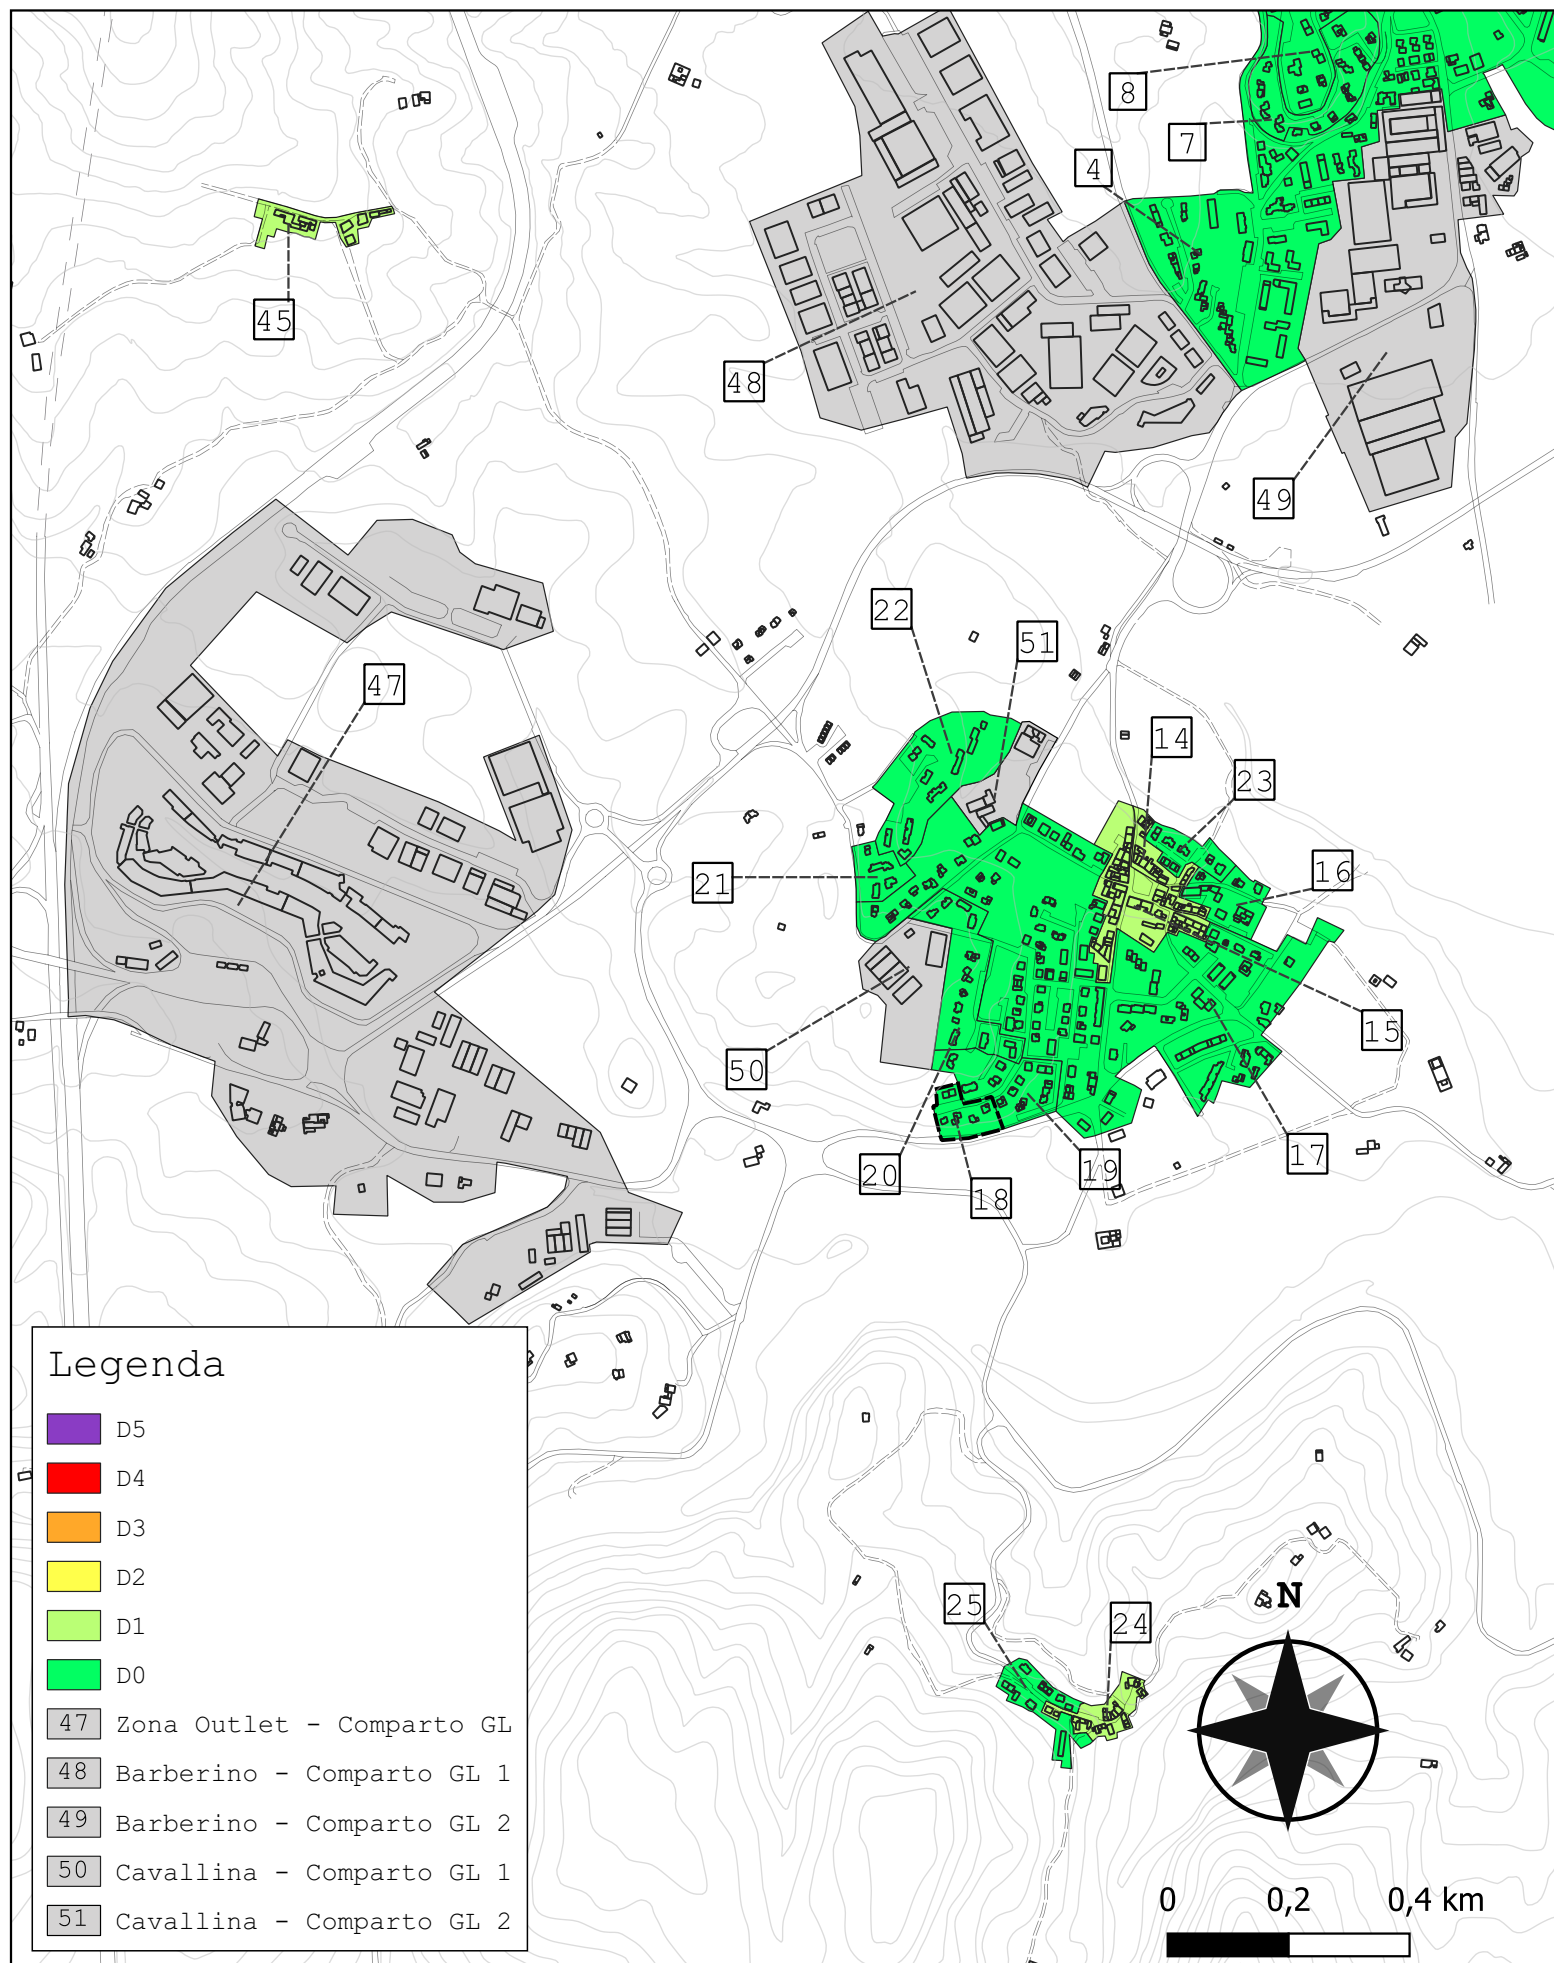 8
7
4
45
48
49
22
51
47
14
23
16
21
15
50
17
20
19
18
25
24
N
0 0,2 0,4 km
Legenda
D5
D4
D3
D2
D1
D0
47 Zona Outlet - Comparto GL
48 Barberino - Comparto GL 1
49 Barberino - Comparto GL 2
50 Cavallina - Comparto GL 1
51 Cavallina - Comparto GL 2